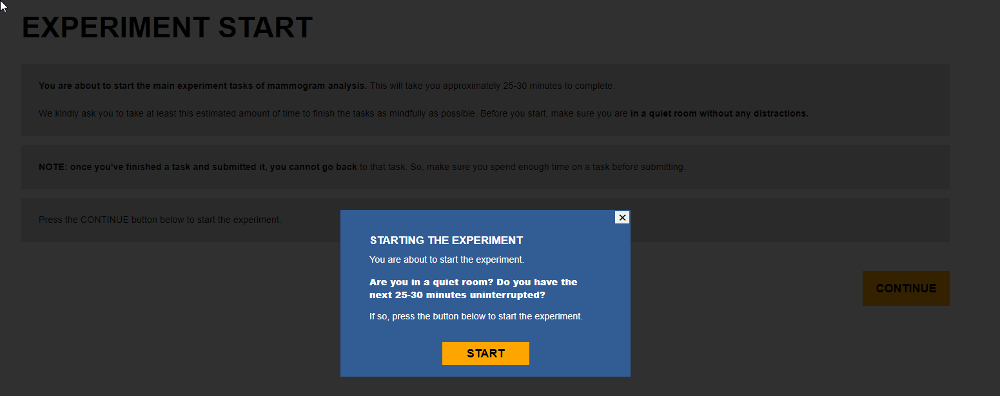 EXPERIMENT START
You are about to start the main experiment tasks of mammogram analysis. This will take you approximately 25-30 minutes to complete.
We kindly ask you to take at least this estimated amount of time to finish the tasks as mindfully as possible. Before you start, make sure you are in a quiet room without any distractions.
NOTE: once you've finished a task and submitted it, you cannot go back to that task. So, make sure you spend enough time on a task before submitting.
Press the CONTINUE button below to start the experiment.
✕
STARTING THE EXPERIMENT
You are about to start the experiment.
Are you in a quiet room? Do you have the
next 25-30 minutes uninterrupted?
If so, press the button below to start the experiment.
START
CONTINUE